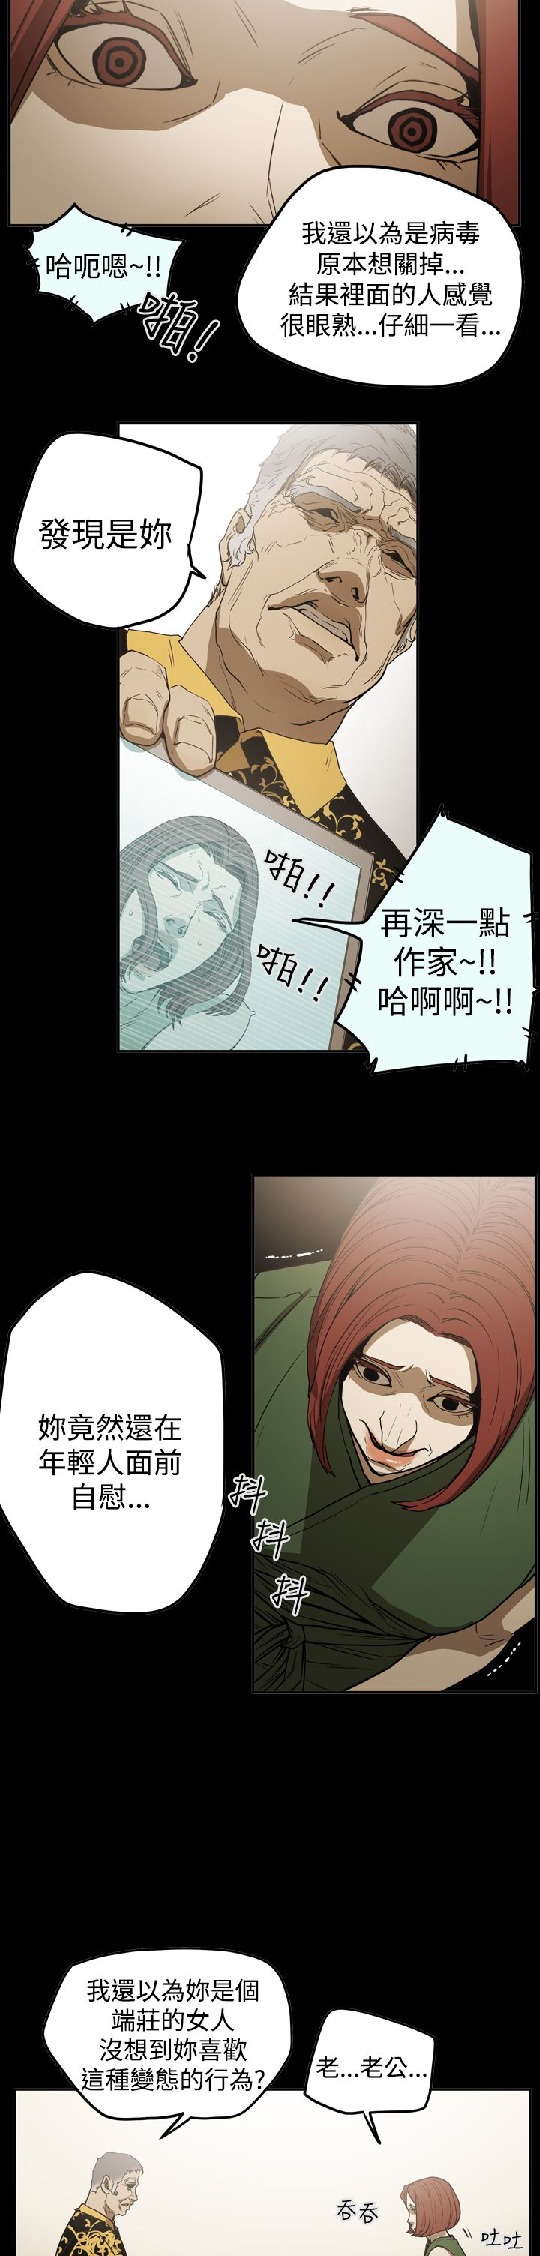 我還以為是病毒
原本想關掉...
結果裡面的人感覺
很眼熟...仔細一看...
哈呃嗯~!!
啪!
發現是妳
啪!!
啪!!
再深一點
作家~!!
哈啊啊~!!
妳竟然還在
年輕人面前
自慰...
抖
抖
抖
我還以為妳是個
端莊的女人
沒想到妳喜歡
這種變態的行為?
老...老公...
吞吞
吐吐